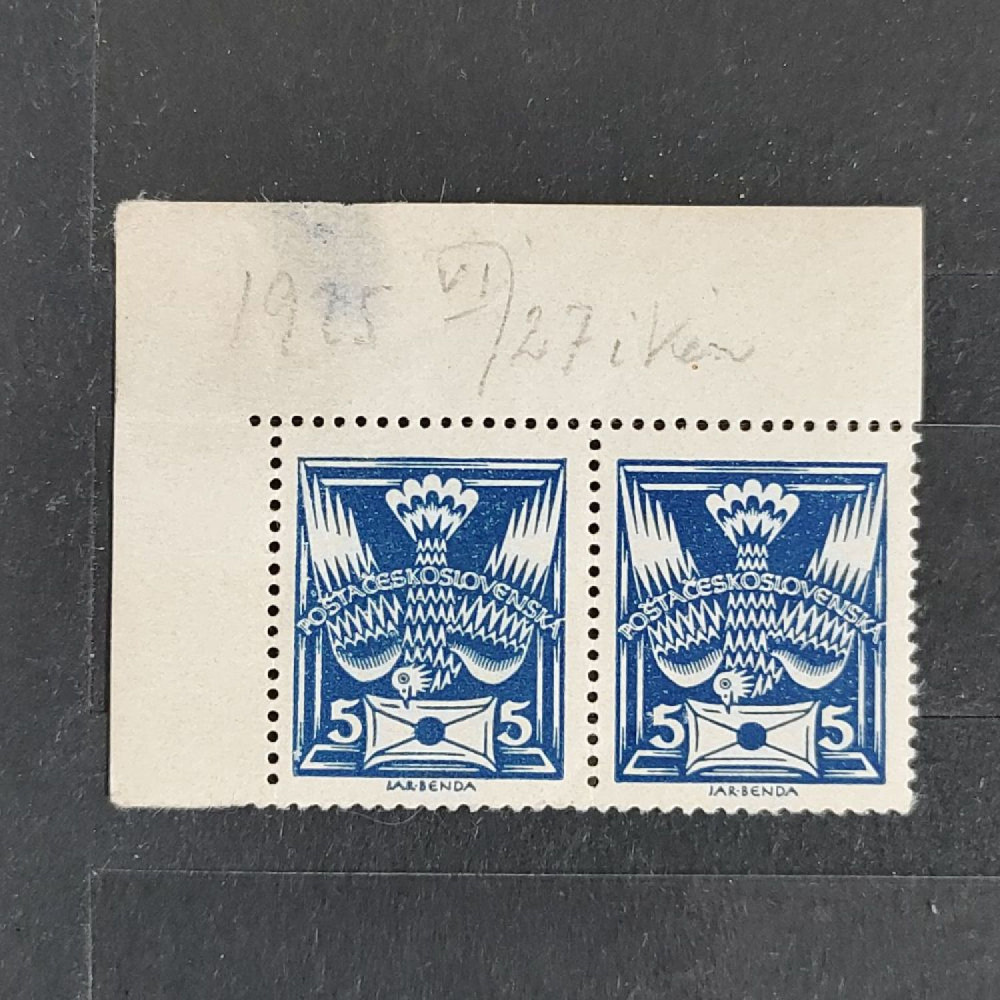 1925 VI/27
POŠTA ČESKOSLOVENSKÁ
5 5
JAR·BENDA
POŠTA ČESKOSLOVENSKÁ
5 5
JAR·BENDA